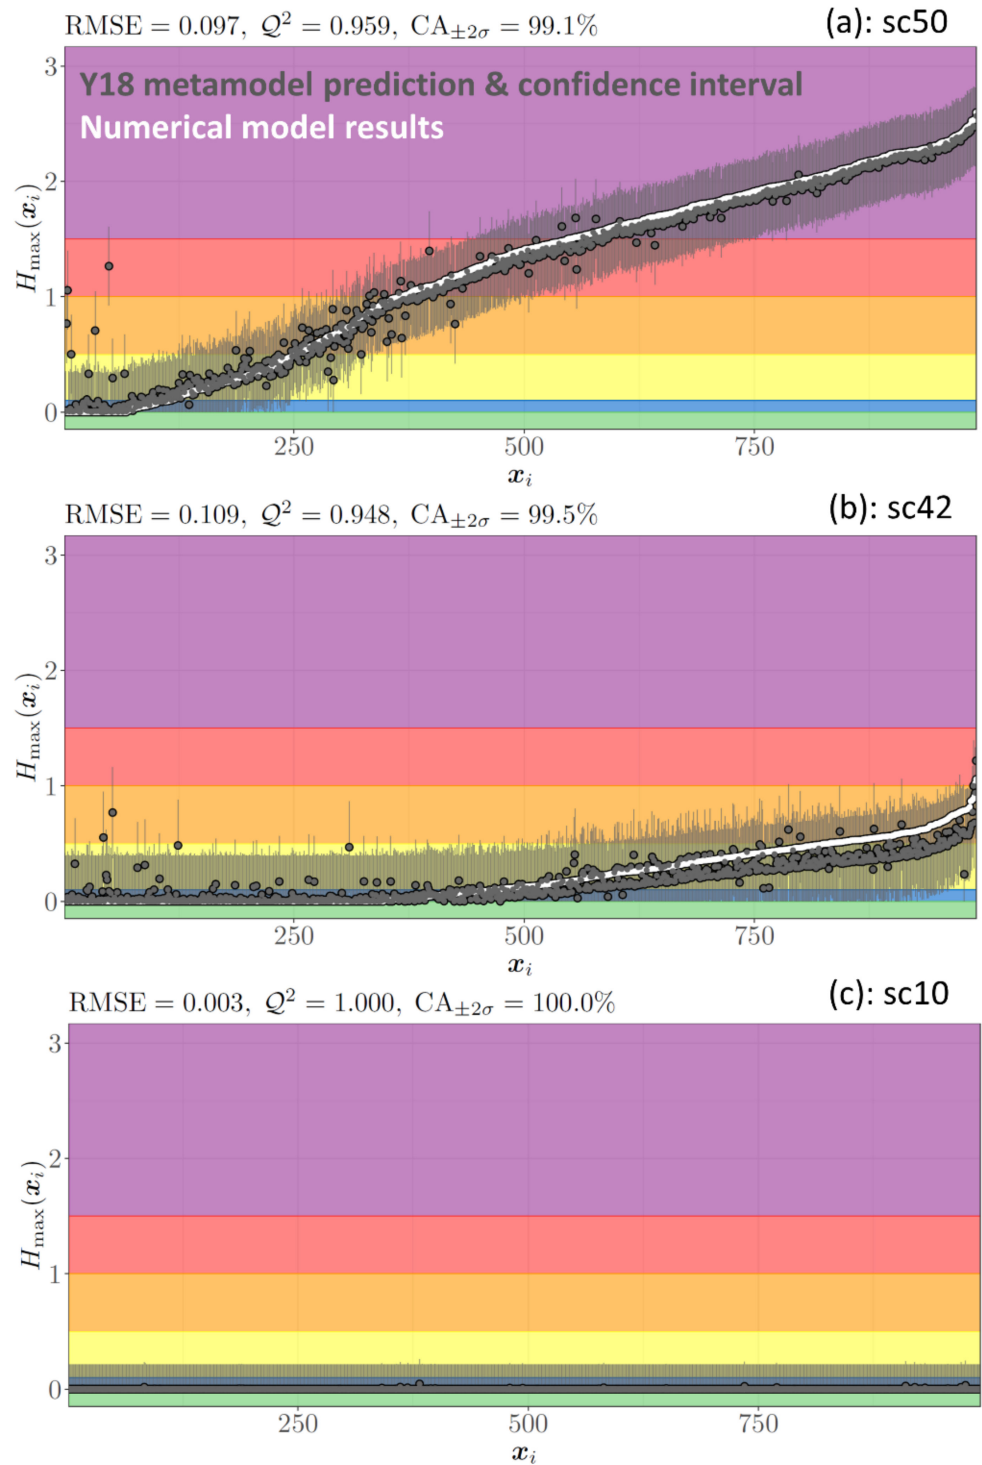 RMSE = 0.097, Q² = 0.959, CA±2σ = 99.1%
(a): sc50
Y18 metamodel prediction & confidence interval
Numerical model results
3
2
1
0
Hmax(xi)
250 500 750
xi
RMSE = 0.109, Q² = 0.948, CA±2σ = 99.5%
(b): sc42
3
2
1
0
Hmax(xi)
250 500 750
xi
RMSE = 0.003, Q² = 1.000, CA±2σ = 100.0%
(c): sc10
3
2
1
0
Hmax(xi)
250 500 750
xi